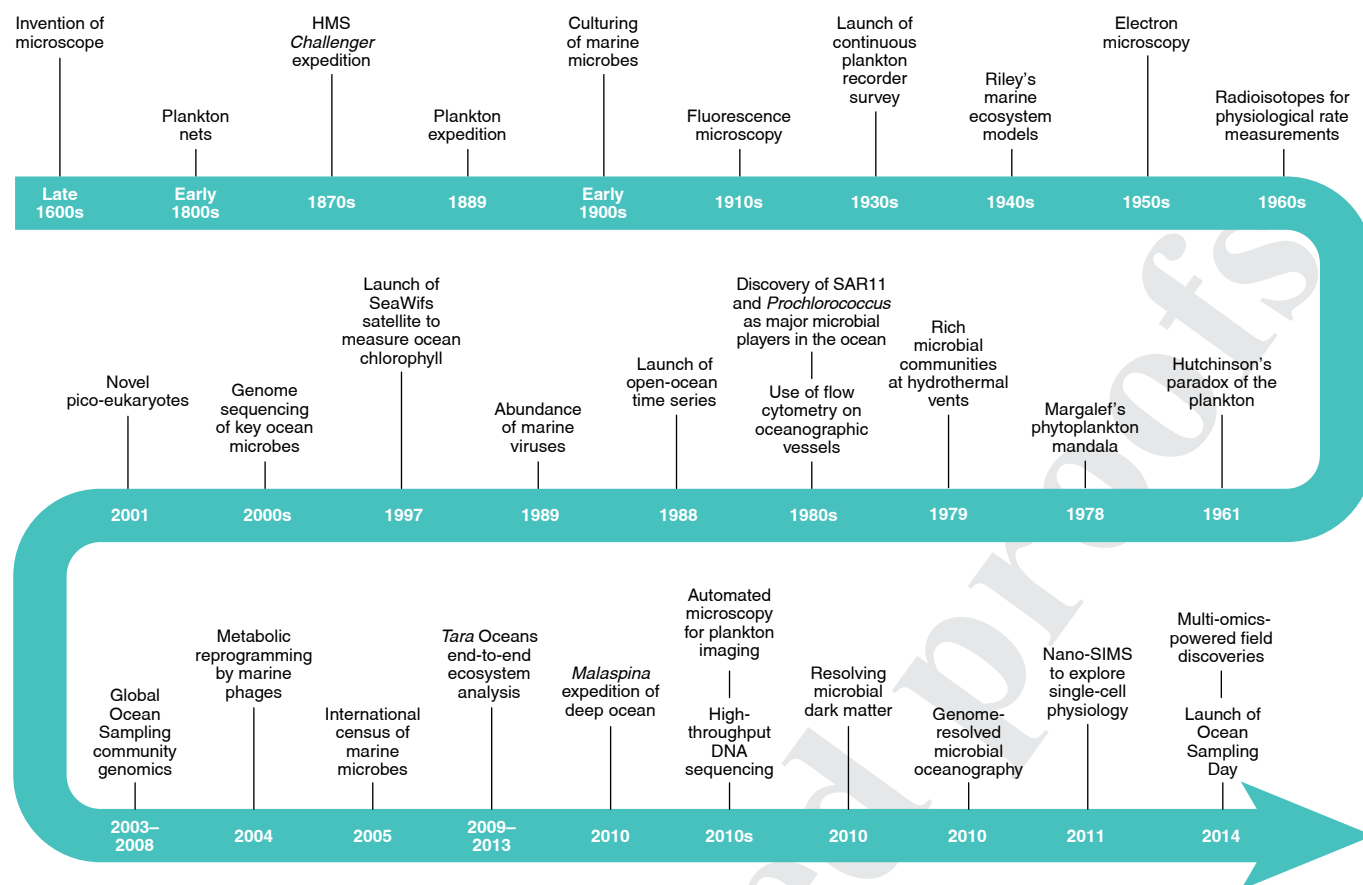 Invention of
microscope
Late
1600s
Plankton
nets
Early
1800s
HMS
Challenger
expedition
1870s
Plankton
expedition
1889
Culturing
of marine
microbes
Early
1900s
Fluorescence
microscopy
1910s
Launch of
continuous
plankton
recorder
survey
1930s
Riley's
marine
ecosystem
models
1940s
Electron
microscopy
1950s
Radioisotopes for
physiological rate
measurements
1960s
Hutchinson's
paradox of the
plankton
1961
Margalef's
phytoplankton
mandala
1978
Rich
microbial
communities
at hydrothermal
vents
1979
Discovery of SAR11
and Prochlorococcus
as major microbial
players in the ocean
Use of flow
cytometry on
oceanographic
vessels
1980s
Launch of
open-ocean
time series
1988
Abundance
of marine
viruses
1989
Launch of
SeaWifs
satellite to
measure ocean
chlorophyll
1997
Genome
sequencing
of key ocean
microbes
2000s
Novel
pico-eukaryotes
2001
Global
Ocean
Sampling
community
genomics
2003–
2008
Metabolic
reprogramming
by marine
phages
2004
International
census of
marine
microbes
2005
Tara Oceans
end-to-end
ecosystem
analysis
2009–
2013
Malaspina
expedition of
deep ocean
2010
Automated
microscopy
for plankton
imaging
High-
throughput
DNA
sequencing
2010s
Resolving
microbial
dark matter
2010
Genome-
resolved
microbial
oceanography
2010
Nano-SIMS
to explore
single-cell
physiology
2011
Multi-omics-
powered field
discoveries
Launch of
Ocean
Sampling
Day
2014
proofs